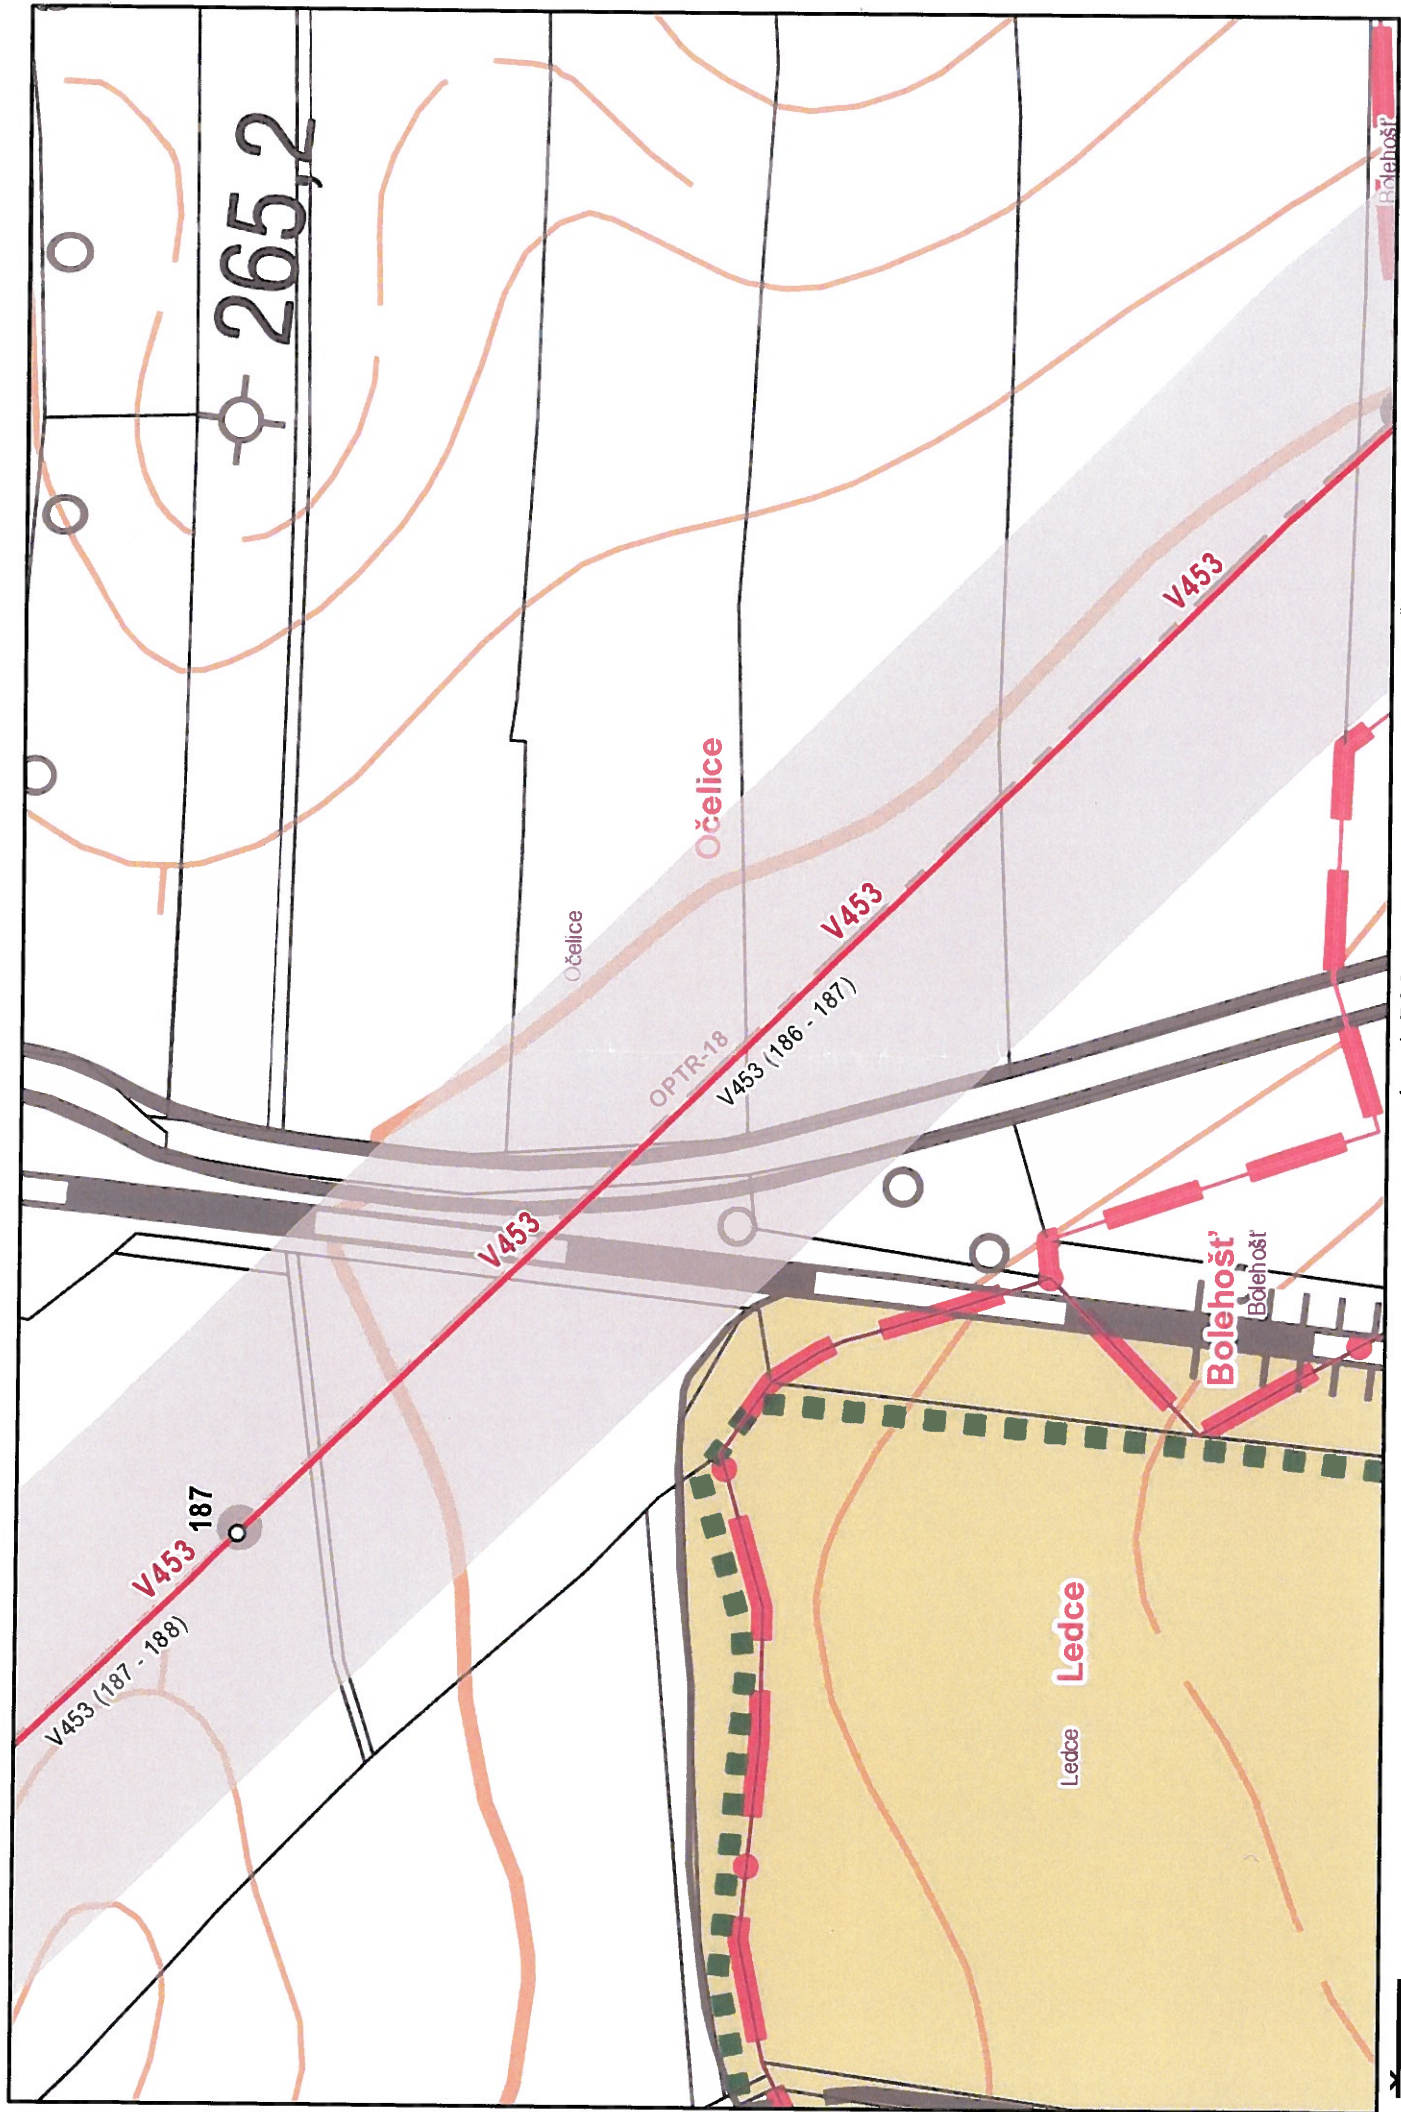 265,2
Bolehošť
V453
Očelice
Očelice
V453
V453 (186 - 187)
OPTR-18
V453
Bolehošť
Bolehošť
187
V453
V453 (187 - 188)
Ledce
Ledce